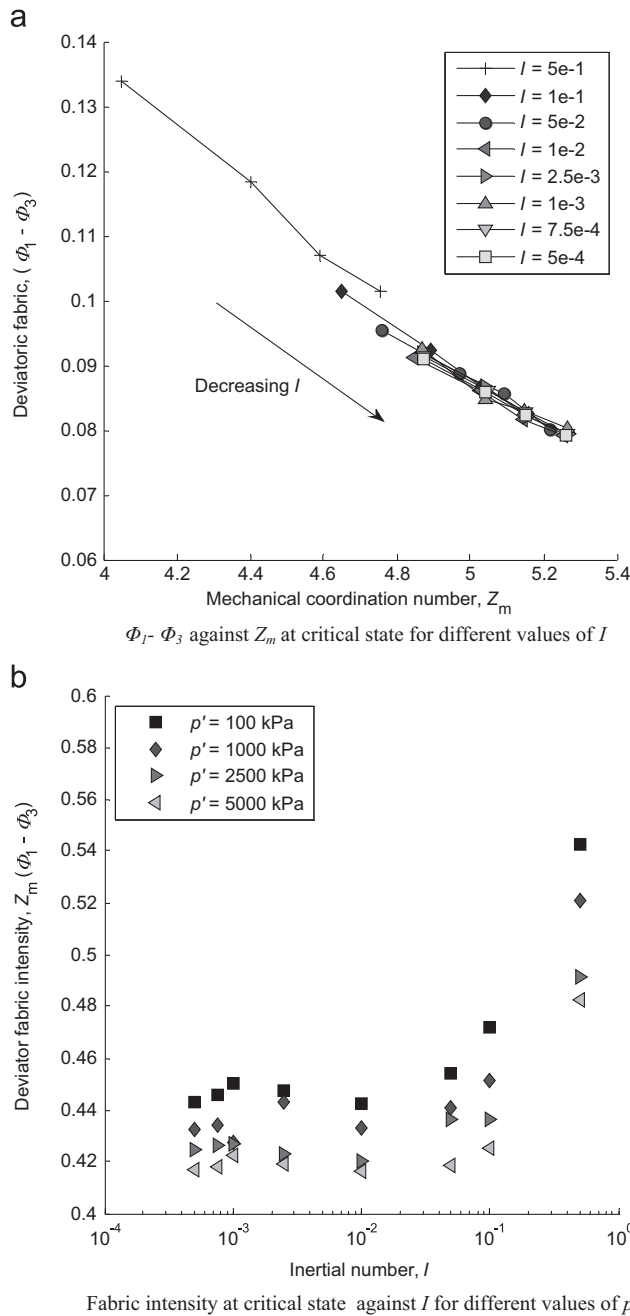 a
0.14
0.13
0.12
0.11
0.1
0.09
0.08
0.07
0.06
Deviatoric fabric, (Φ1 - Φ3)
I = 5e-1
I = 1e-1
I = 5e-2
I = 1e-2
I = 2.5e-3
I = 1e-3
I = 7.5e-4
I = 5e-4
Decreasing I
4 4.2 4.4 4.6 4.8 5 5.2 5.4
Mechanical coordination number, Zm
Φ1- Φ3 against Zm at critical state for different values of I
b
0.6
0.58
0.56
0.54
0.52
0.5
0.48
0.46
0.44
0.42
0.4
Deviator fabric intensity, Zm (Φ1 - Φ3)
p' = 100 kPa
p' = 1000 kPa
p' = 2500 kPa
p' = 5000 kPa
10⁻⁴ 10⁻³ 10⁻² 10⁻¹ 10⁰
Inertial number, I
Fabric intensity at critical state against I for different values of p